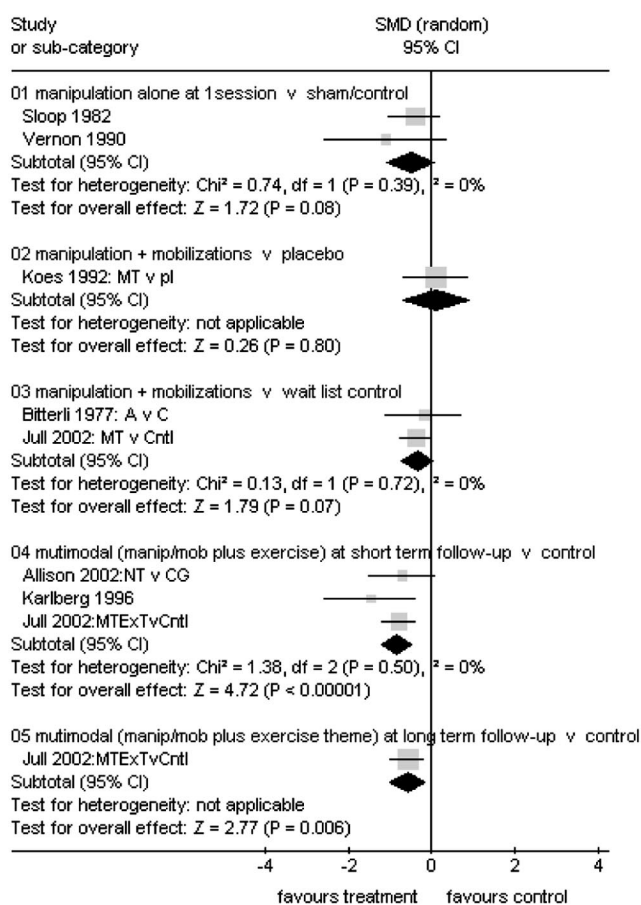 Study SMD (random)
or sub-category 95% CI
01 manipulation alone at 1session v sham/control
Sloop 1982
Vernon 1990
Subtotal (95% CI)
Test for heterogeneity: Chi² = 0.74, df = 1 (P = 0.39), ² = 0%
Test for overall effect: Z = 1.72 (P = 0.08)
02 manipulation + mobilizations v placebo
Koes 1992: MT v pl
Subtotal (95% CI)
Test for heterogeneity: not applicable
Test for overall effect: Z = 0.26 (P = 0.80)
03 manipulation + mobilizations v wait list control
Bitterli 1977: A v C
Jull 2002: MT v Cntl
Subtotal (95% CI)
Test for heterogeneity: Chi² = 0.13, df = 1 (P = 0.72), ² = 0%
Test for overall effect: Z = 1.79 (P = 0.07)
04 mutimodal (manip/mob plus exercise) at short term follow-up v control
Allison 2002:NT v CG
Karlberg 1996
Jull 2002:MTExTvCntl
Subtotal (95% CI)
Test for heterogeneity: Chi² = 1.38, df = 2 (P = 0.50), ² = 0%
Test for overall effect: Z = 4.72 (P < 0.00001)
05 mutimodal (manip/mob plus exercise theme) at long term follow-up v control
Jull 2002:MTExTvCntl
Subtotal (95% CI)
Test for heterogeneity: not applicable
Test for overall effect: Z = 2.77 (P = 0.006)
-4 -2 0 2 4
favours treatment favours control